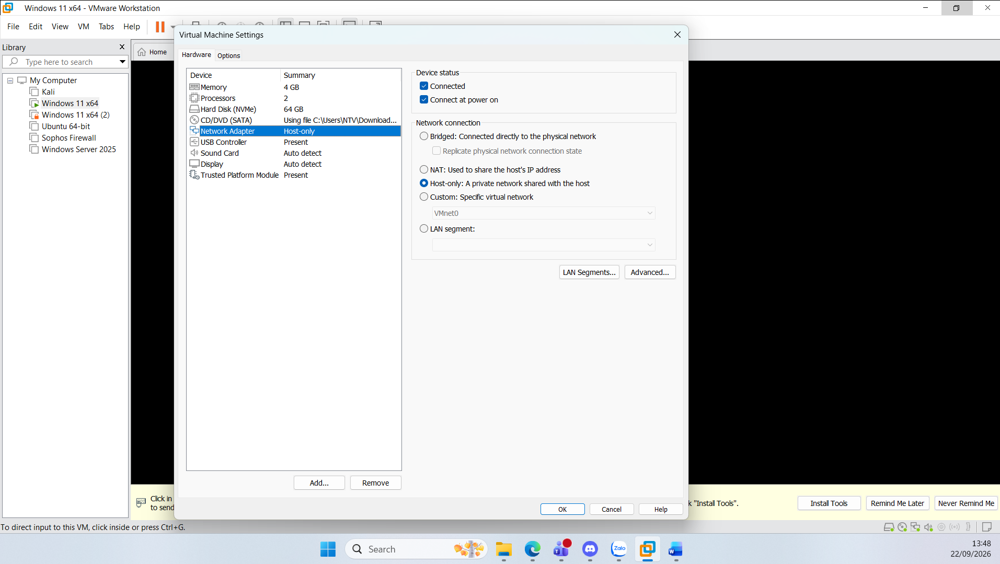 Windows 11 x64 - VMware Workstation
File Edit View VM Tabs Help
Library
Type here to search
My Computer
Kali
Windows 11 x64
Windows 11 x64 (2)
Ubuntu 64-bit
Sophos Firewall
Windows Server 2025
Home
Virtual Machine Settings
Hardware Options
Device Summary
Memory 4 GB
Processors 2
Hard Disk (NVMe) 64 GB
CD/DVD (SATA) Using file C:\Users\NTV\Download...
Network Adapter Host-only
USB Controller Present
Sound Card Auto detect
Display Auto detect
Trusted Platform Module Present
Add... Remove
Device status
Connected
Connect at power on
Network connection
Bridged: Connected directly to the physical network
Replicate physical network connection state
NAT: Used to share the host's IP address
Host-only: A private network shared with the host
Custom: Specific virtual network
VMnet0
LAN segment:
LAN Segments... Advanced...
OK Cancel Help
Click in
to send
k "Install Tools".
Install Tools Remind Me Later Never Remind Me
To direct input to this VM, click inside or press Ctrl+G.
Search
T
Zalo
W
13:48
22/09/2026